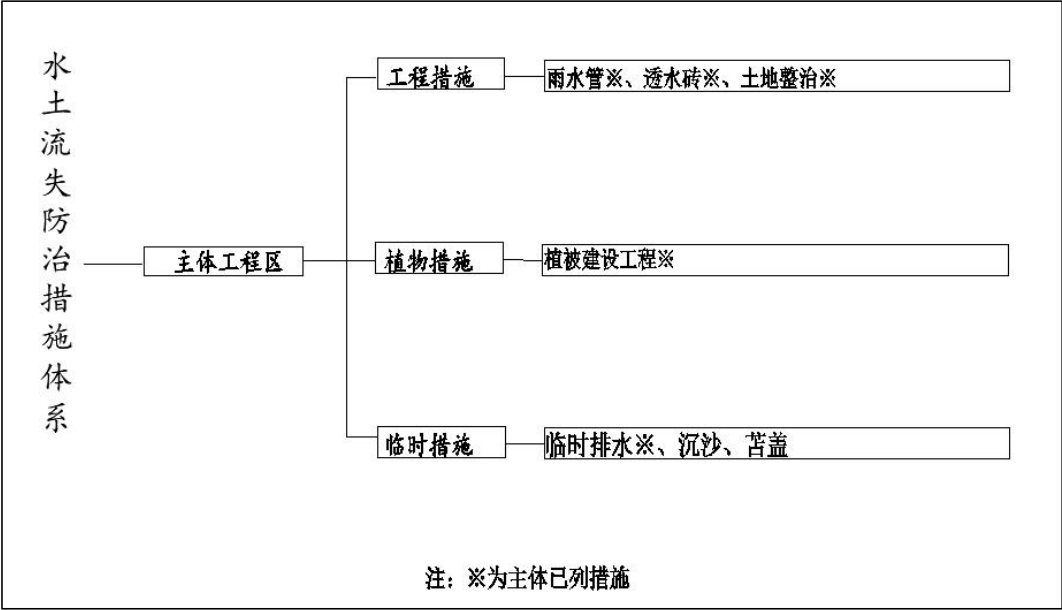 水土流失防治措施体系
主体工程区
工程措施
雨水管※、透水砖※、土地整治※
植物措施
植被建设工程※
临时措施
临时排水※、沉沙、苫盖
注：※为主体已列措施